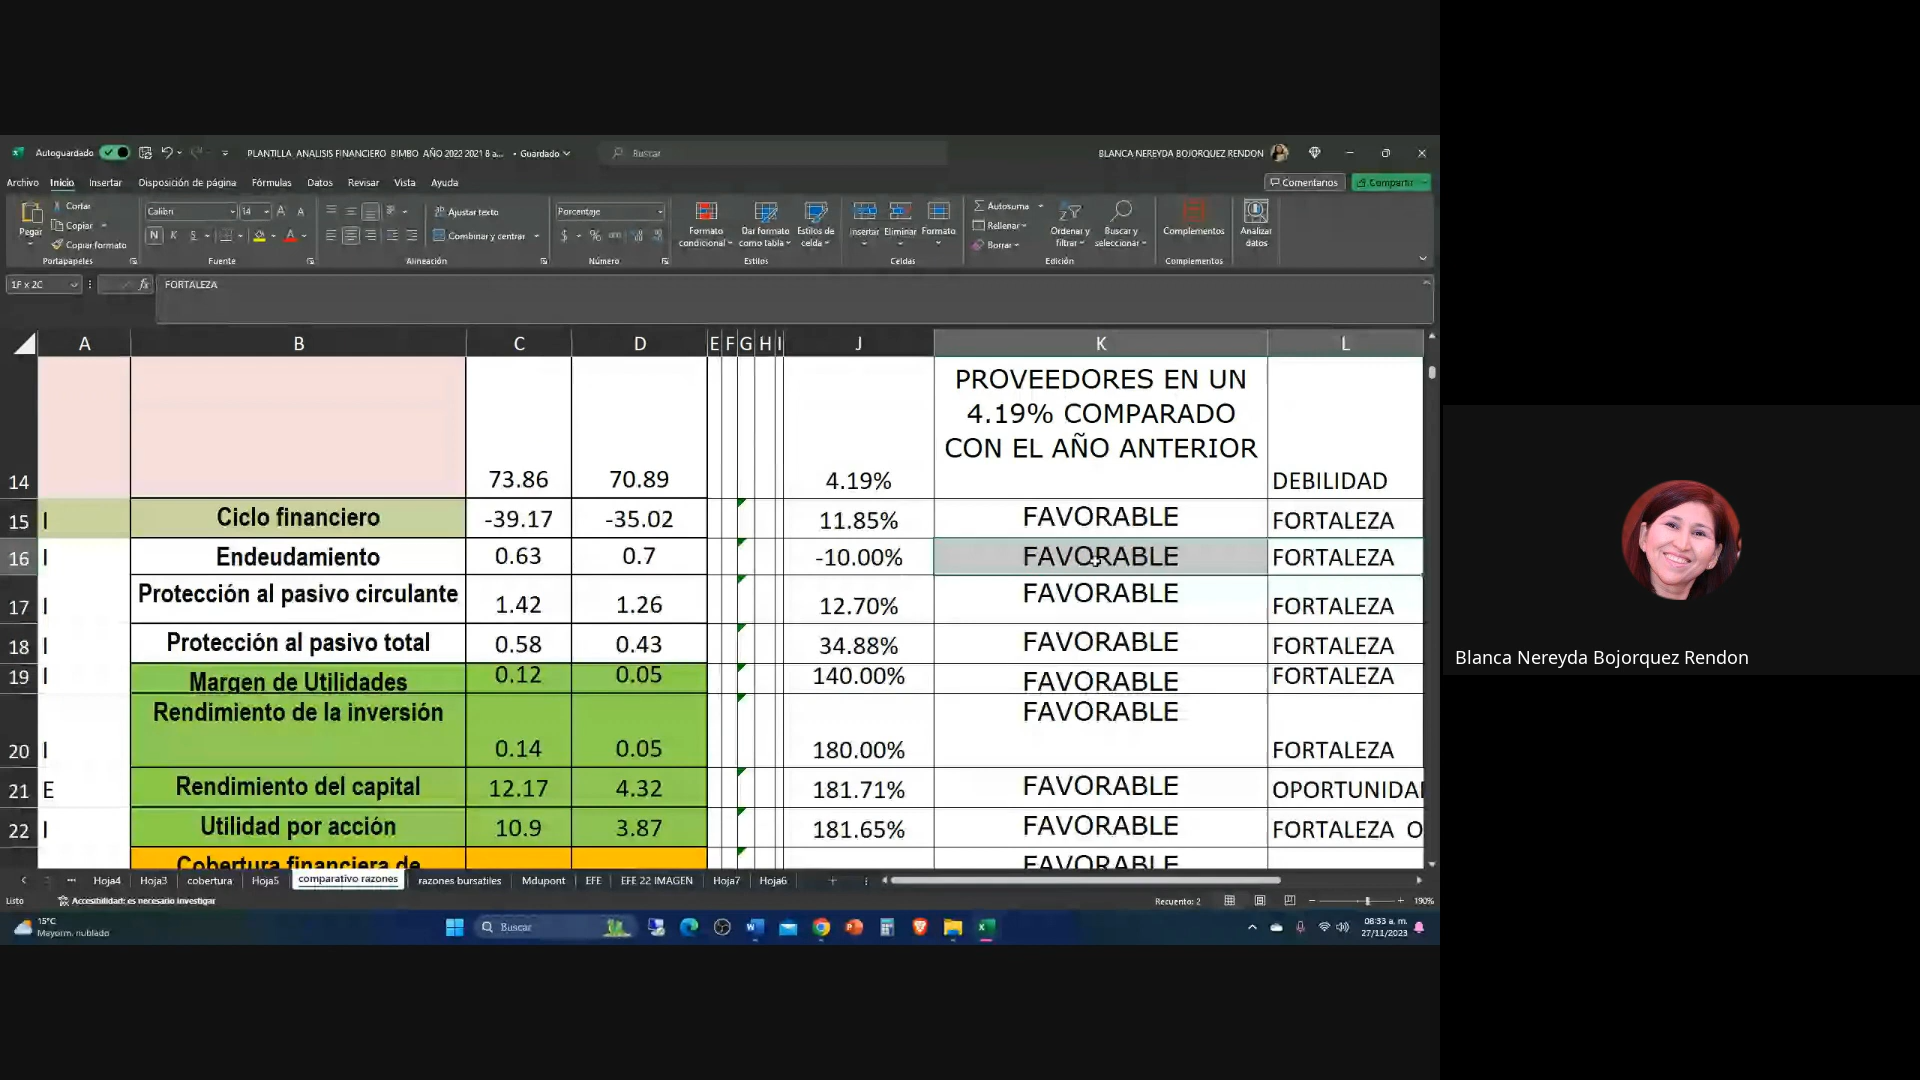 Autoguardado
PLANTILLA ANALISIS FINANCIERO BIMBO AÑO 2022 2021 8 a... • Guardado
Buscar
BLANCA NEREYDA BOJORQUEZ RENDON
Archivo Inicio Insertar Disposición de página Fórmulas Datos Revisar Vista Ayuda
Comentarios Compartir
Pegar
Cortar
Copiar
Copiar formato
Portapapeles
Calibri 14
N K S
Fuente
Ajustar texto
Combinar y centrar
Alineación
Porcentaje
$ %
Número
Formato condicional
Dar formato como tabla
Estilos de celda
Estilos
Insertar Eliminar Formato
Celdas
Autosuma
Rellenar
Borrar
Ordenar y filtrar
Buscar y seleccionar
Edición
Complementos
Complementos
Analizar datos
1F x 2C fx FORTALEZA
A B C D E F G H I J K L
PROVEEDORES EN UN
4.19% COMPARADO
CON EL AÑO ANTERIOR
14 73.86 70.89 4.19% DEBILIDAD
15 I Ciclo financiero -39.17 -35.02 11.85% FAVORABLE FORTALEZA
16 I Endeudamiento 0.63 0.7 -10.00% FAVORABLE FORTALEZA
17 I Protección al pasivo circulante 1.42 1.26 12.70% FAVORABLE FORTALEZA
18 I Protección al pasivo total 0.58 0.43 34.88% FAVORABLE FORTALEZA
19 I Margen de Utilidades 0.12 0.05 140.00% FAVORABLE FORTALEZA
20 I Rendimiento de la inversión 0.14 0.05 180.00% FAVORABLE FORTALEZA
21 E Rendimiento del capital 12.17 4.32 181.71% FAVORABLE OPORTUNIDA
22 I Utilidad por acción 10.9 3.87 181.65% FAVORABLE FORTALEZA O
Cobertura financiera de FAVORABLE
... Hoja4 Hoja3 cobertura Hoja5 comparativo razones razones bursatiles Mdupont EFE EFE 22 IMAGEN Hoja7 Hoja6 +
Listo Accesibilidad: es necesario investigar Recuento: 2 190%
15°C
Mayorm. nublado
Buscar
08:33 a. m.
27/11/2023
Blanca Nereyda Bojorquez Rendon